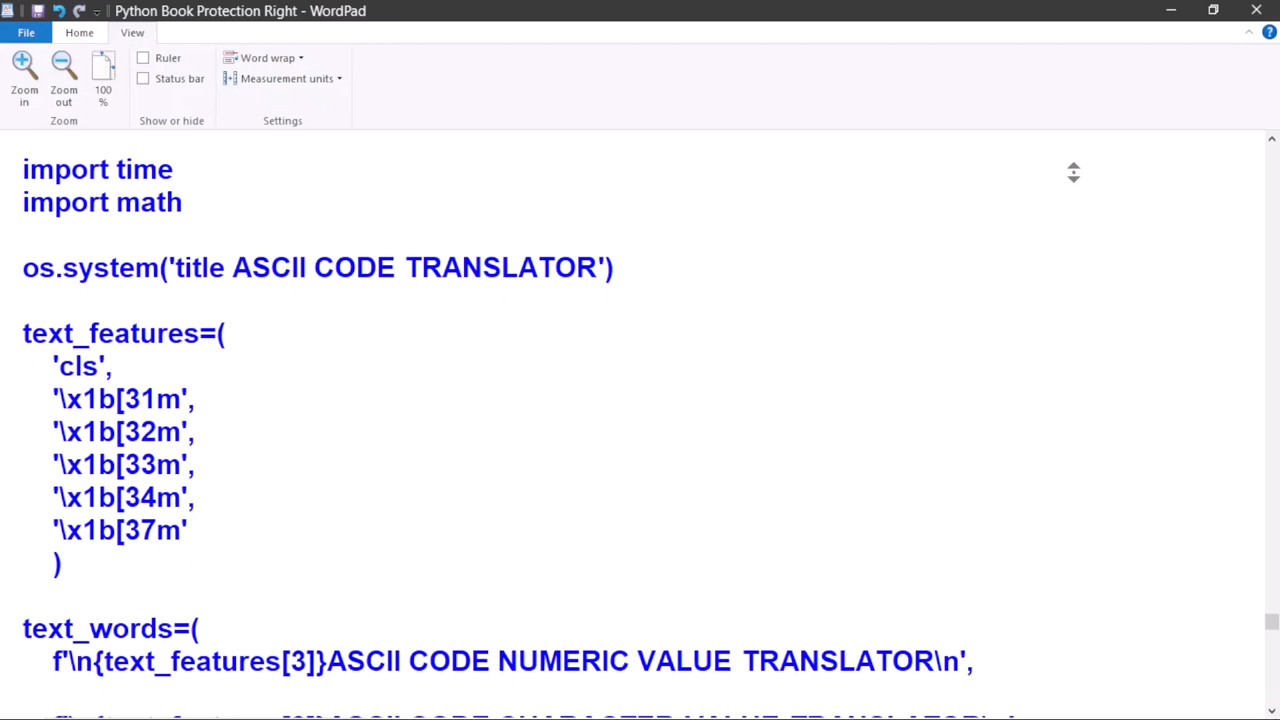 Python Book Protection Right - WordPad
File Home View
Ruler
Status bar
Word wrap
Measurement units
Zoom in
Zoom out
100 %
Zoom
Show or hide
Settings
import time
import math
os.system('title ASCII CODE TRANSLATOR')
text_features=(
'cls',
'\x1b[31m',
'\x1b[32m',
'\x1b[33m',
'\x1b[34m',
'\x1b[37m'
)
text_words=(
f'\n{text_features[3]}ASCII CODE NUMERIC VALUE TRANSLATOR\n',